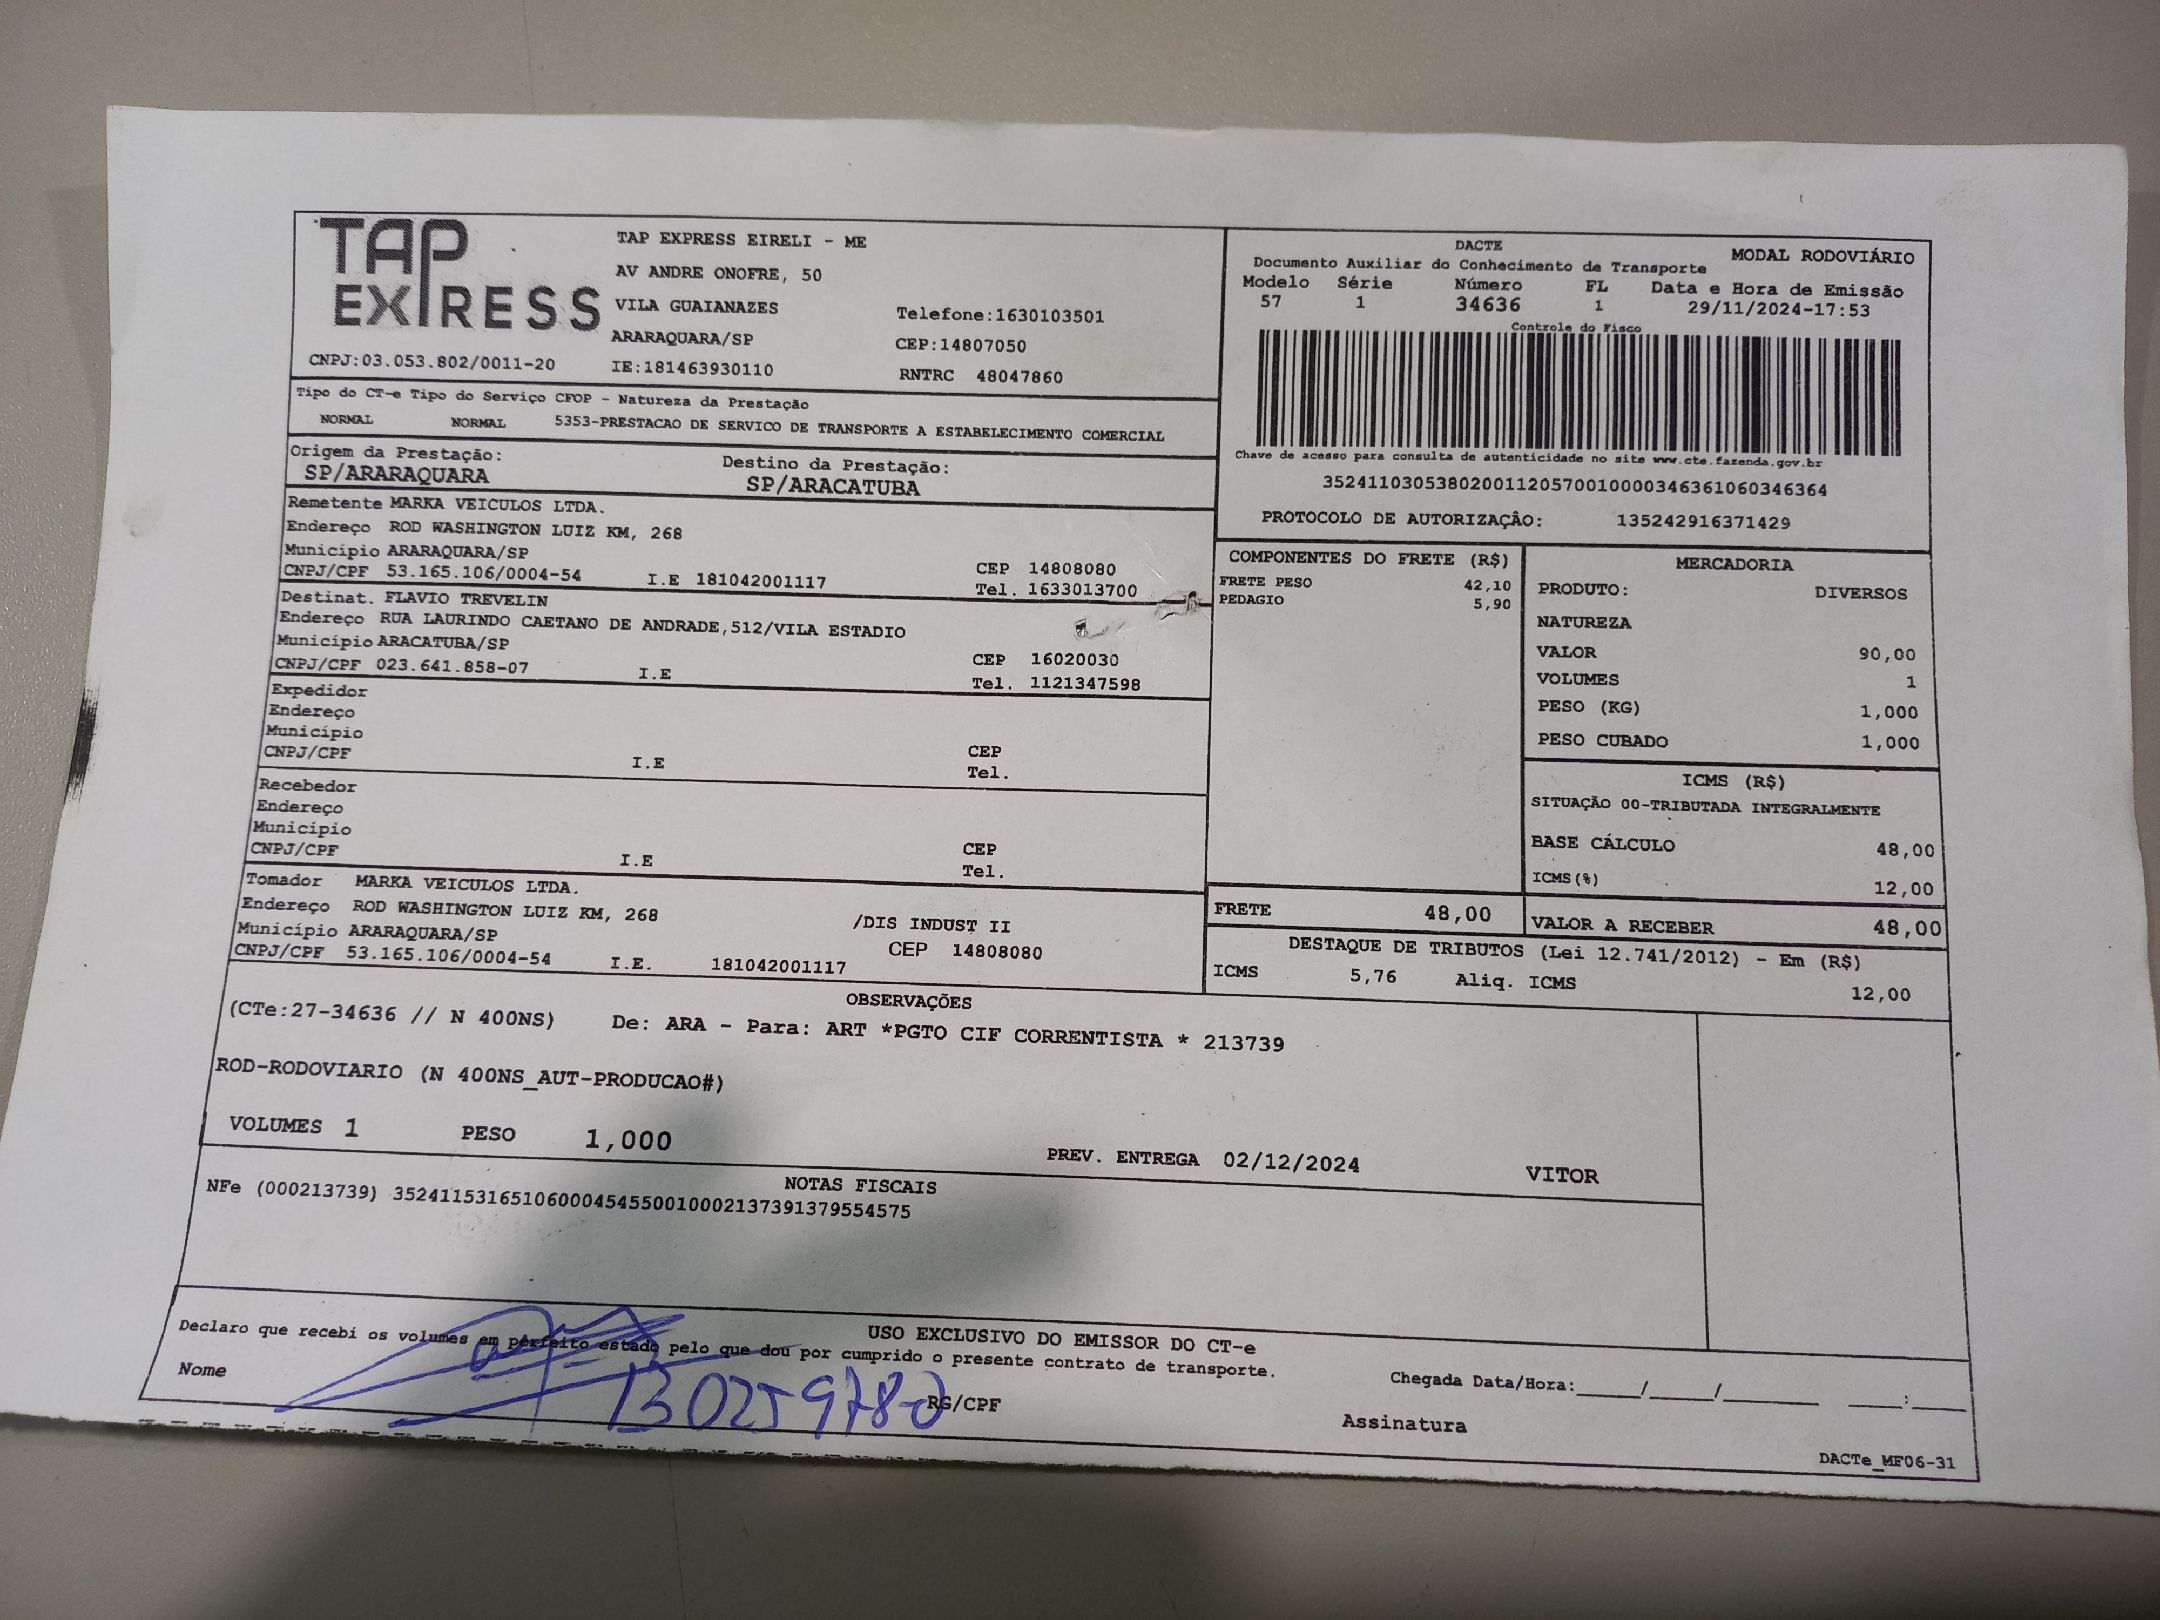 TAP
EXPRESS
CNPJ:03.053.802/0011-20
TAP EXPRESS EIRELI - ME
AV ANDRE ONOFRE, 50
VILA GUAIANAZES
ARARAQUARA/SP
IE:181463930110
Telefone:1630103501
CEP:14807050
RNTRC 48047860
DACTE
MODAL RODOVIÁRIO
Documento Auxiliar do Conhecimento de Transporte
Modelo Série Número FL Data e Hora de Emissão
57 1 34636 1 29/11/2024-17:53
Controle do Fisco
Chave de acesso para consulta de autenticidade no site www.cte.fazenda.gov.br
35241103053802001120570010000346361060346364
PROTOCOLO DE AUTORIZAÇÂO: 135242916371429
Tipo do CT-e Tipo do Serviço CFOP - Natureza da Prestação
NORMAL NORMAL 5353-PRESTACAO DE SERVICO DE TRANSPORTE A ESTABELECIMENTO COMERCIAL
Origem da Prestação: Destino da Prestação:
SP/ARARAQUARA SP/ARACATUBA
Remetente MARKA VEICULOS LTDA.
Endereço ROD WASHINGTON LUIZ KM, 268
Município ARARAQUARA/SP CEP 14808080
CNPJ/CPF 53.165.106/0004-54 I.E 181042001117 Tel. 1633013700
Destinat. FLAVIO TREVELIN
Endereço RUA LAURINDO CAETANO DE ANDRADE,512/VILA ESTADIO
Município ARACATUBA/SP CEP 16020030
CNPJ/CPF 023.641.858-07 I.E Tel. 1121347598
Expedidor
Endereço
Município CEP
CNPJ/CPF I.E Tel.
Recebedor
Endereço
Município CEP
CNPJ/CPF I.E Tel.
Tomador MARKA VEICULOS LTDA.
Endereço ROD WASHINGTON LUIZ KM, 268 /DIS INDUST II
Município ARARAQUARA/SP CEP 14808080
CNPJ/CPF 53.165.106/0004-54 I.E. 181042001117
COMPONENTES DO FRETE (R$)
FRETE PESO 42,10
PEDAGIO 5,90
FRETE 48,00
MERCADORIA
PRODUTO: DIVERSOS
NATUREZA
VALOR 90,00
VOLUMES 1
PESO (KG) 1,000
PESO CUBADO 1,000
ICMS (R$)
SITUAÇÃO 00-TRIBUTADA INTEGRALMENTE
BASE CÁLCULO 48,00
ICMS(%) 12,00
VALOR A RECEBER 48,00
DESTAQUE DE TRIBUTOS (Lei 12.741/2012) - Em (R$)
ICMS 5,76 Aliq. ICMS 12,00
OBSERVAÇÕES
(CTe:27-34636 // N 400NS) De: ARA - Para: ART *PGTO CIF CORRENTISTA * 213739
ROD-RODOVIARIO (N 400NS_AUT-PRODUCAO#)
VOLUMES 1 PESO 1,000 PREV. ENTREGA 02/12/2024 VITOR
NOTAS FISCAIS
NFe (000213739) 35241153165106000454550010002137391379554575
USO EXCLUSIVO DO EMISSOR DO CT-e
Declaro que recebi os volumes em perfeito estado pelo que dou por cumprido o presente contrato de transporte.
Nome RG/CPF
Chegada Data/Hora:____/____/______ ____:____
Assinatura
DACTe_MF06-31